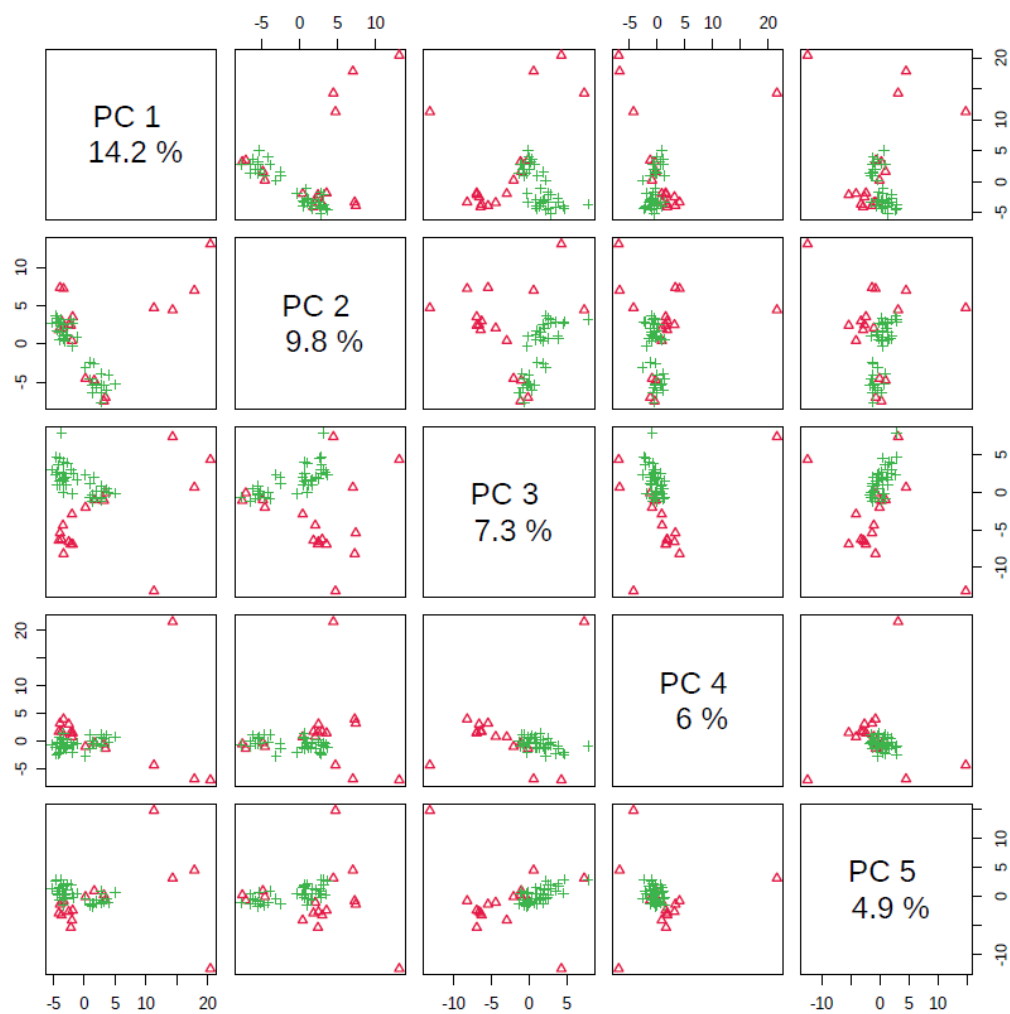 -5 0 5 10
-5 0 5 10 20
PC 1
14.2 %
-5 0 5 10 20
-5 0 5 10
PC 2
9.8 %
PC 3
7.3 %
-10 -5 0 5
-5 0 5 10 20
PC 4
6 %
PC 5
4.9 %
-10 -5 0 5 10
-5 0 5 10 20
-10 -5 0 5
-10 0 5 10